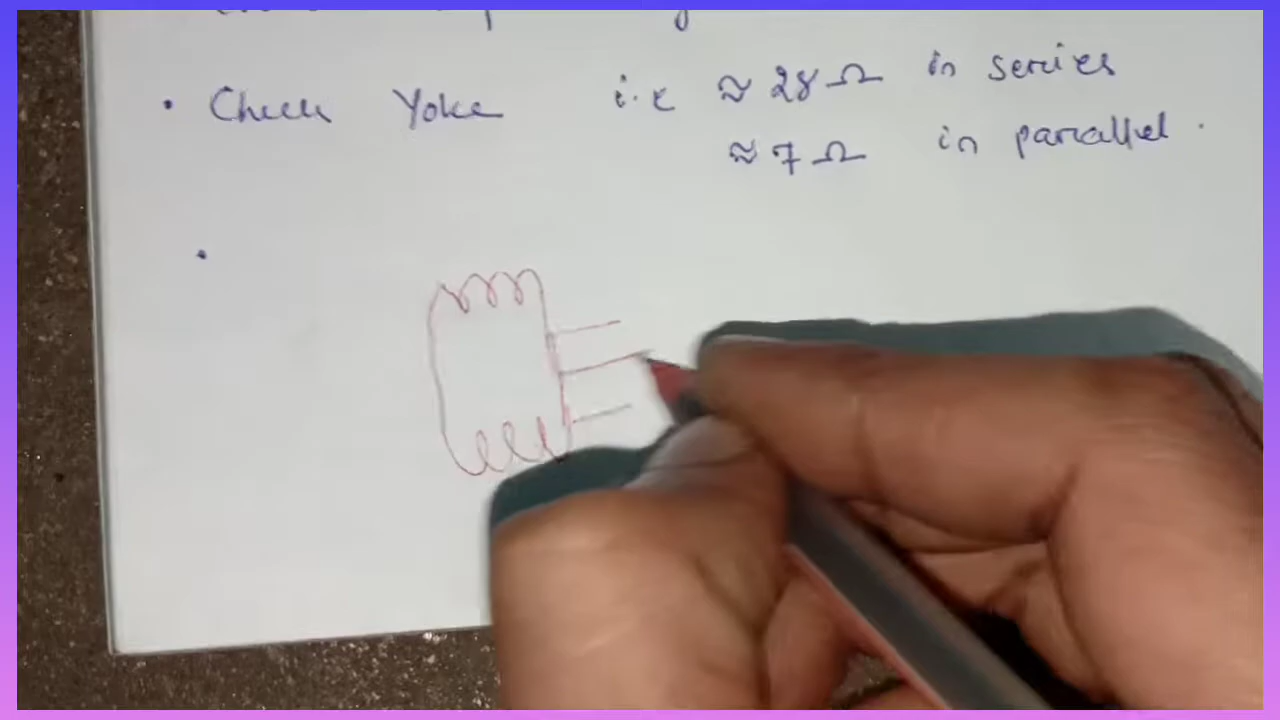 • Check Yoke i.e ≈ 28 Ω in series
≈ 7 Ω in parallel.
•